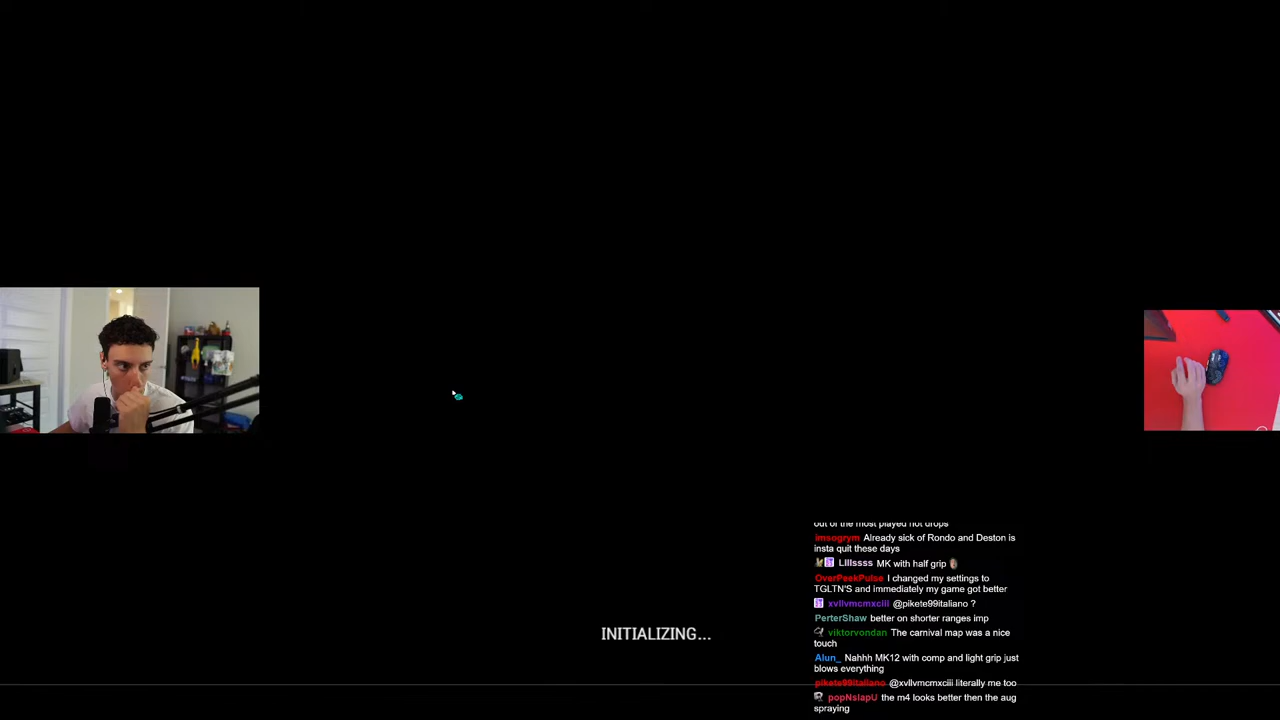 out of the most played hot drops
imsogrym Already sick of Rondo and Deston is
insta quit these days
LIIIssss MK with half grip
OverPeekPulse I changed my settings to
TGLTN'S and immediately my game got better
xvllvmcmxciii @pikete99italiano ?
PerterShaw better on shorter ranges imp
viktorvondan The carnival map was a nice
touch
Alun_ Nahhh MK12 with comp and light grip just
blows everything
INITIALIZING...
pikete99italiano @xvllvmcmxciii literally me too
popNslapU the m4 looks better then the aug
spraying